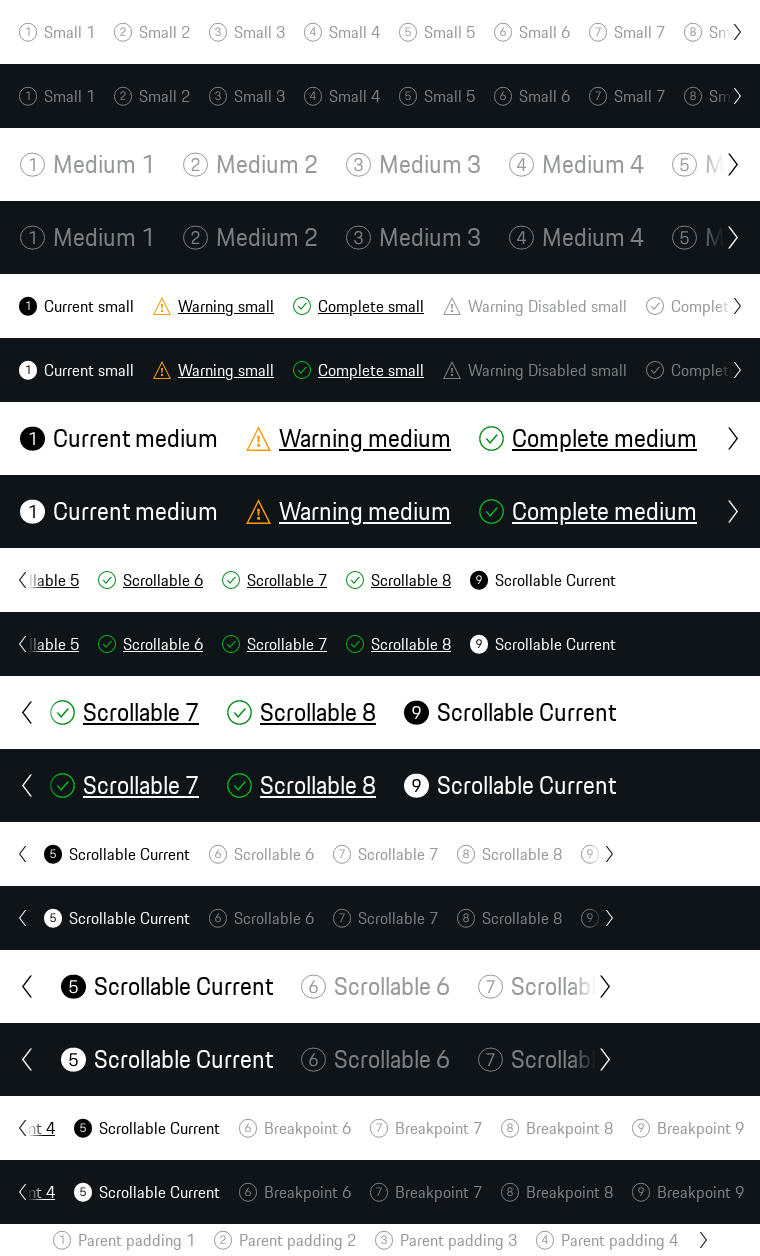 1 Small 1 2 Small 2 3 Small 3 4 Small 4 5 Small 5 6 Small 6 7 Small 7 8 Sm
1 Small 1 2 Small 2 3 Small 3 4 Small 4 5 Small 5 6 Small 6 7 Small 7 8 Sm
1 Medium 1 2 Medium 2 3 Medium 3 4 Medium 4 5 M
1 Medium 1 2 Medium 2 3 Medium 3 4 Medium 4 5 M
1 Current small Warning small Complete small Warning Disabled small Complet
1 Current small Warning small Complete small Warning Disabled small Complet
1 Current medium Warning medium Complete medium
1 Current medium Warning medium Complete medium
llable 5 Scrollable 6 Scrollable 7 Scrollable 8 9 Scrollable Current
llable 5 Scrollable 6 Scrollable 7 Scrollable 8 9 Scrollable Current
Scrollable 7 Scrollable 8 9 Scrollable Current
Scrollable 7 Scrollable 8 9 Scrollable Current
5 Scrollable Current 6 Scrollable 6 7 Scrollable 7 8 Scrollable 8 9
5 Scrollable Current 6 Scrollable 6 7 Scrollable 7 8 Scrollable 8 9
5 Scrollable Current 6 Scrollable 6 7 Scrollabl
5 Scrollable Current 6 Scrollable 6 7 Scrollabl
nt 4 5 Scrollable Current 6 Breakpoint 6 7 Breakpoint 7 8 Breakpoint 8 9 Breakpoint 9
nt 4 5 Scrollable Current 6 Breakpoint 6 7 Breakpoint 7 8 Breakpoint 8 9 Breakpoint 9
1 Parent padding 1 2 Parent padding 2 3 Parent padding 3 4 Parent padding 4